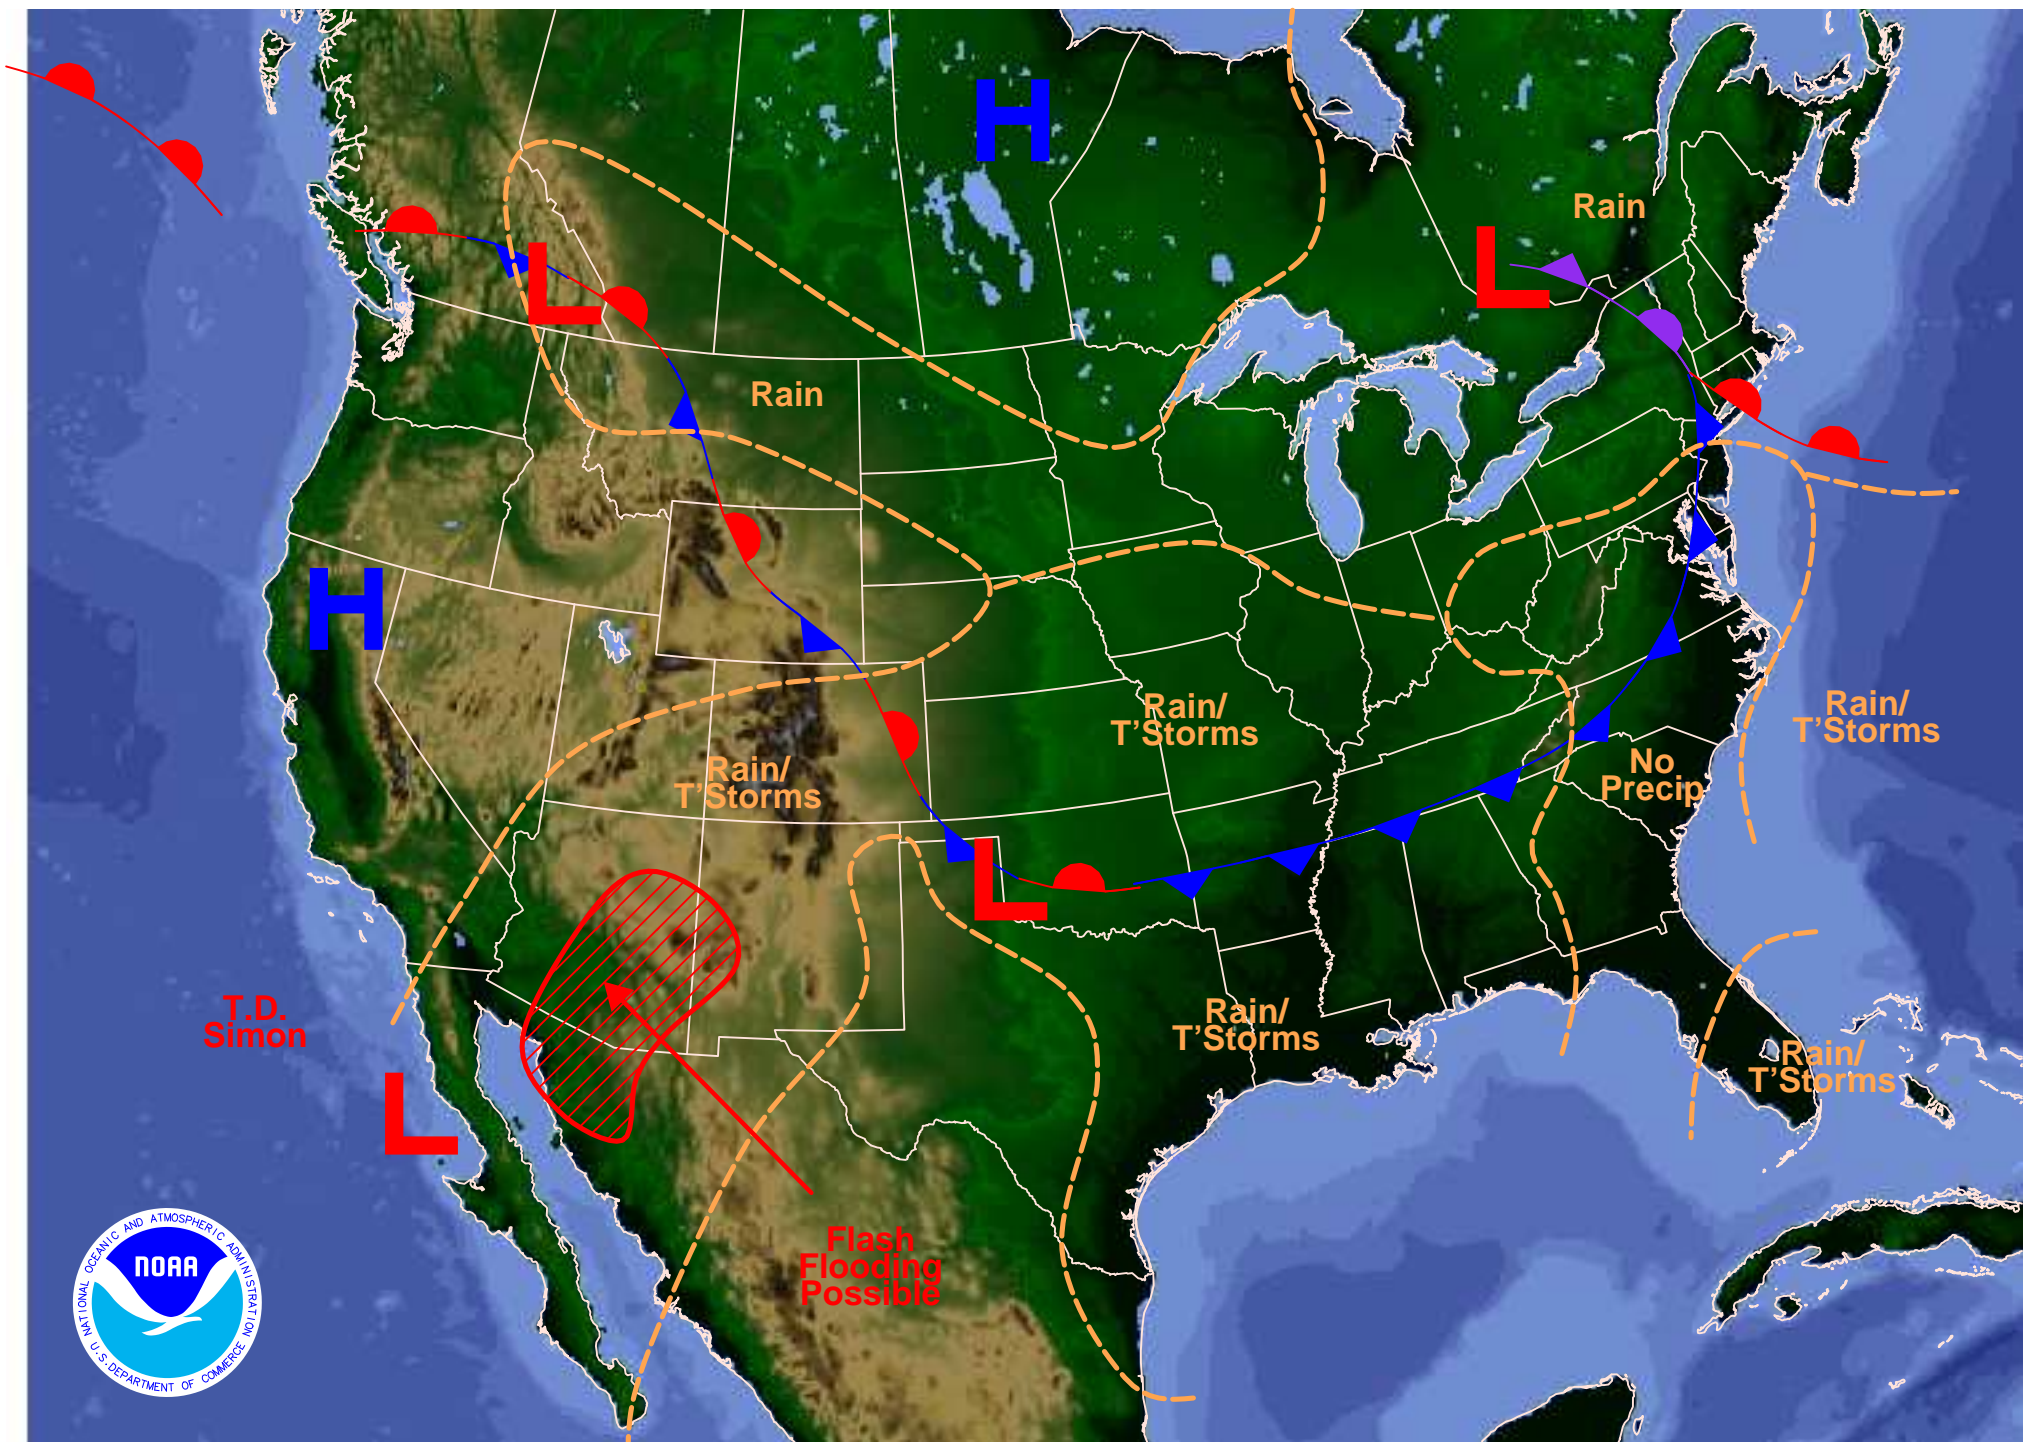 H
Rain
L
L
Rain
H
Rain/
T'Storms
Rain/
T'Storms
No
Precip
Rain/
T'Storms
L
T.D.
Simon
Rain/
T'Storms
Rain/
T'Storms
L
Flash
Flooding
Possible
NATIONAL OCEANIC AND ATMOSPHERIC ADMINISTRATION
NOAA
U.S. DEPARTMENT OF COMMERCE